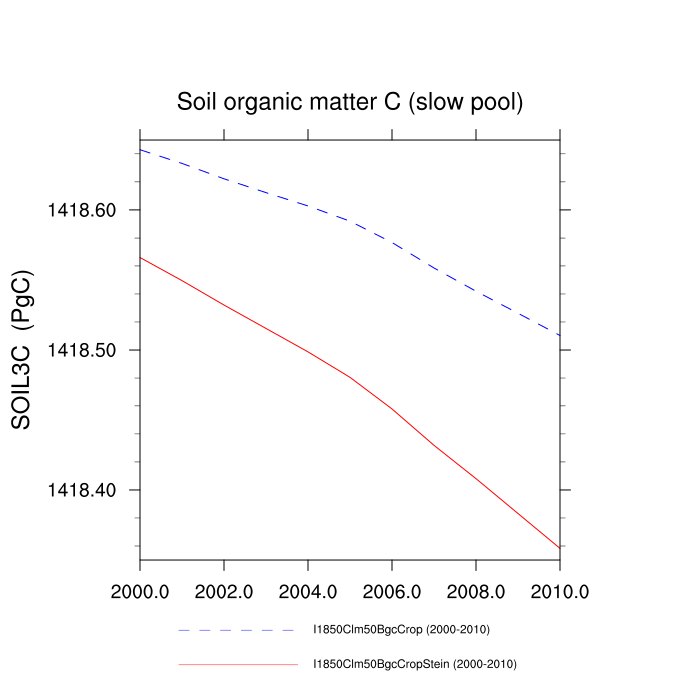 Soil organic matter C (slow pool)
SOIL3C (PgC)
1418.60
1418.50
1418.40
2000.0 2002.0 2004.0 2006.0 2008.0 2010.0
I1850Clm50BgcCrop (2000-2010)
I1850Clm50BgcCropStein (2000-2010)